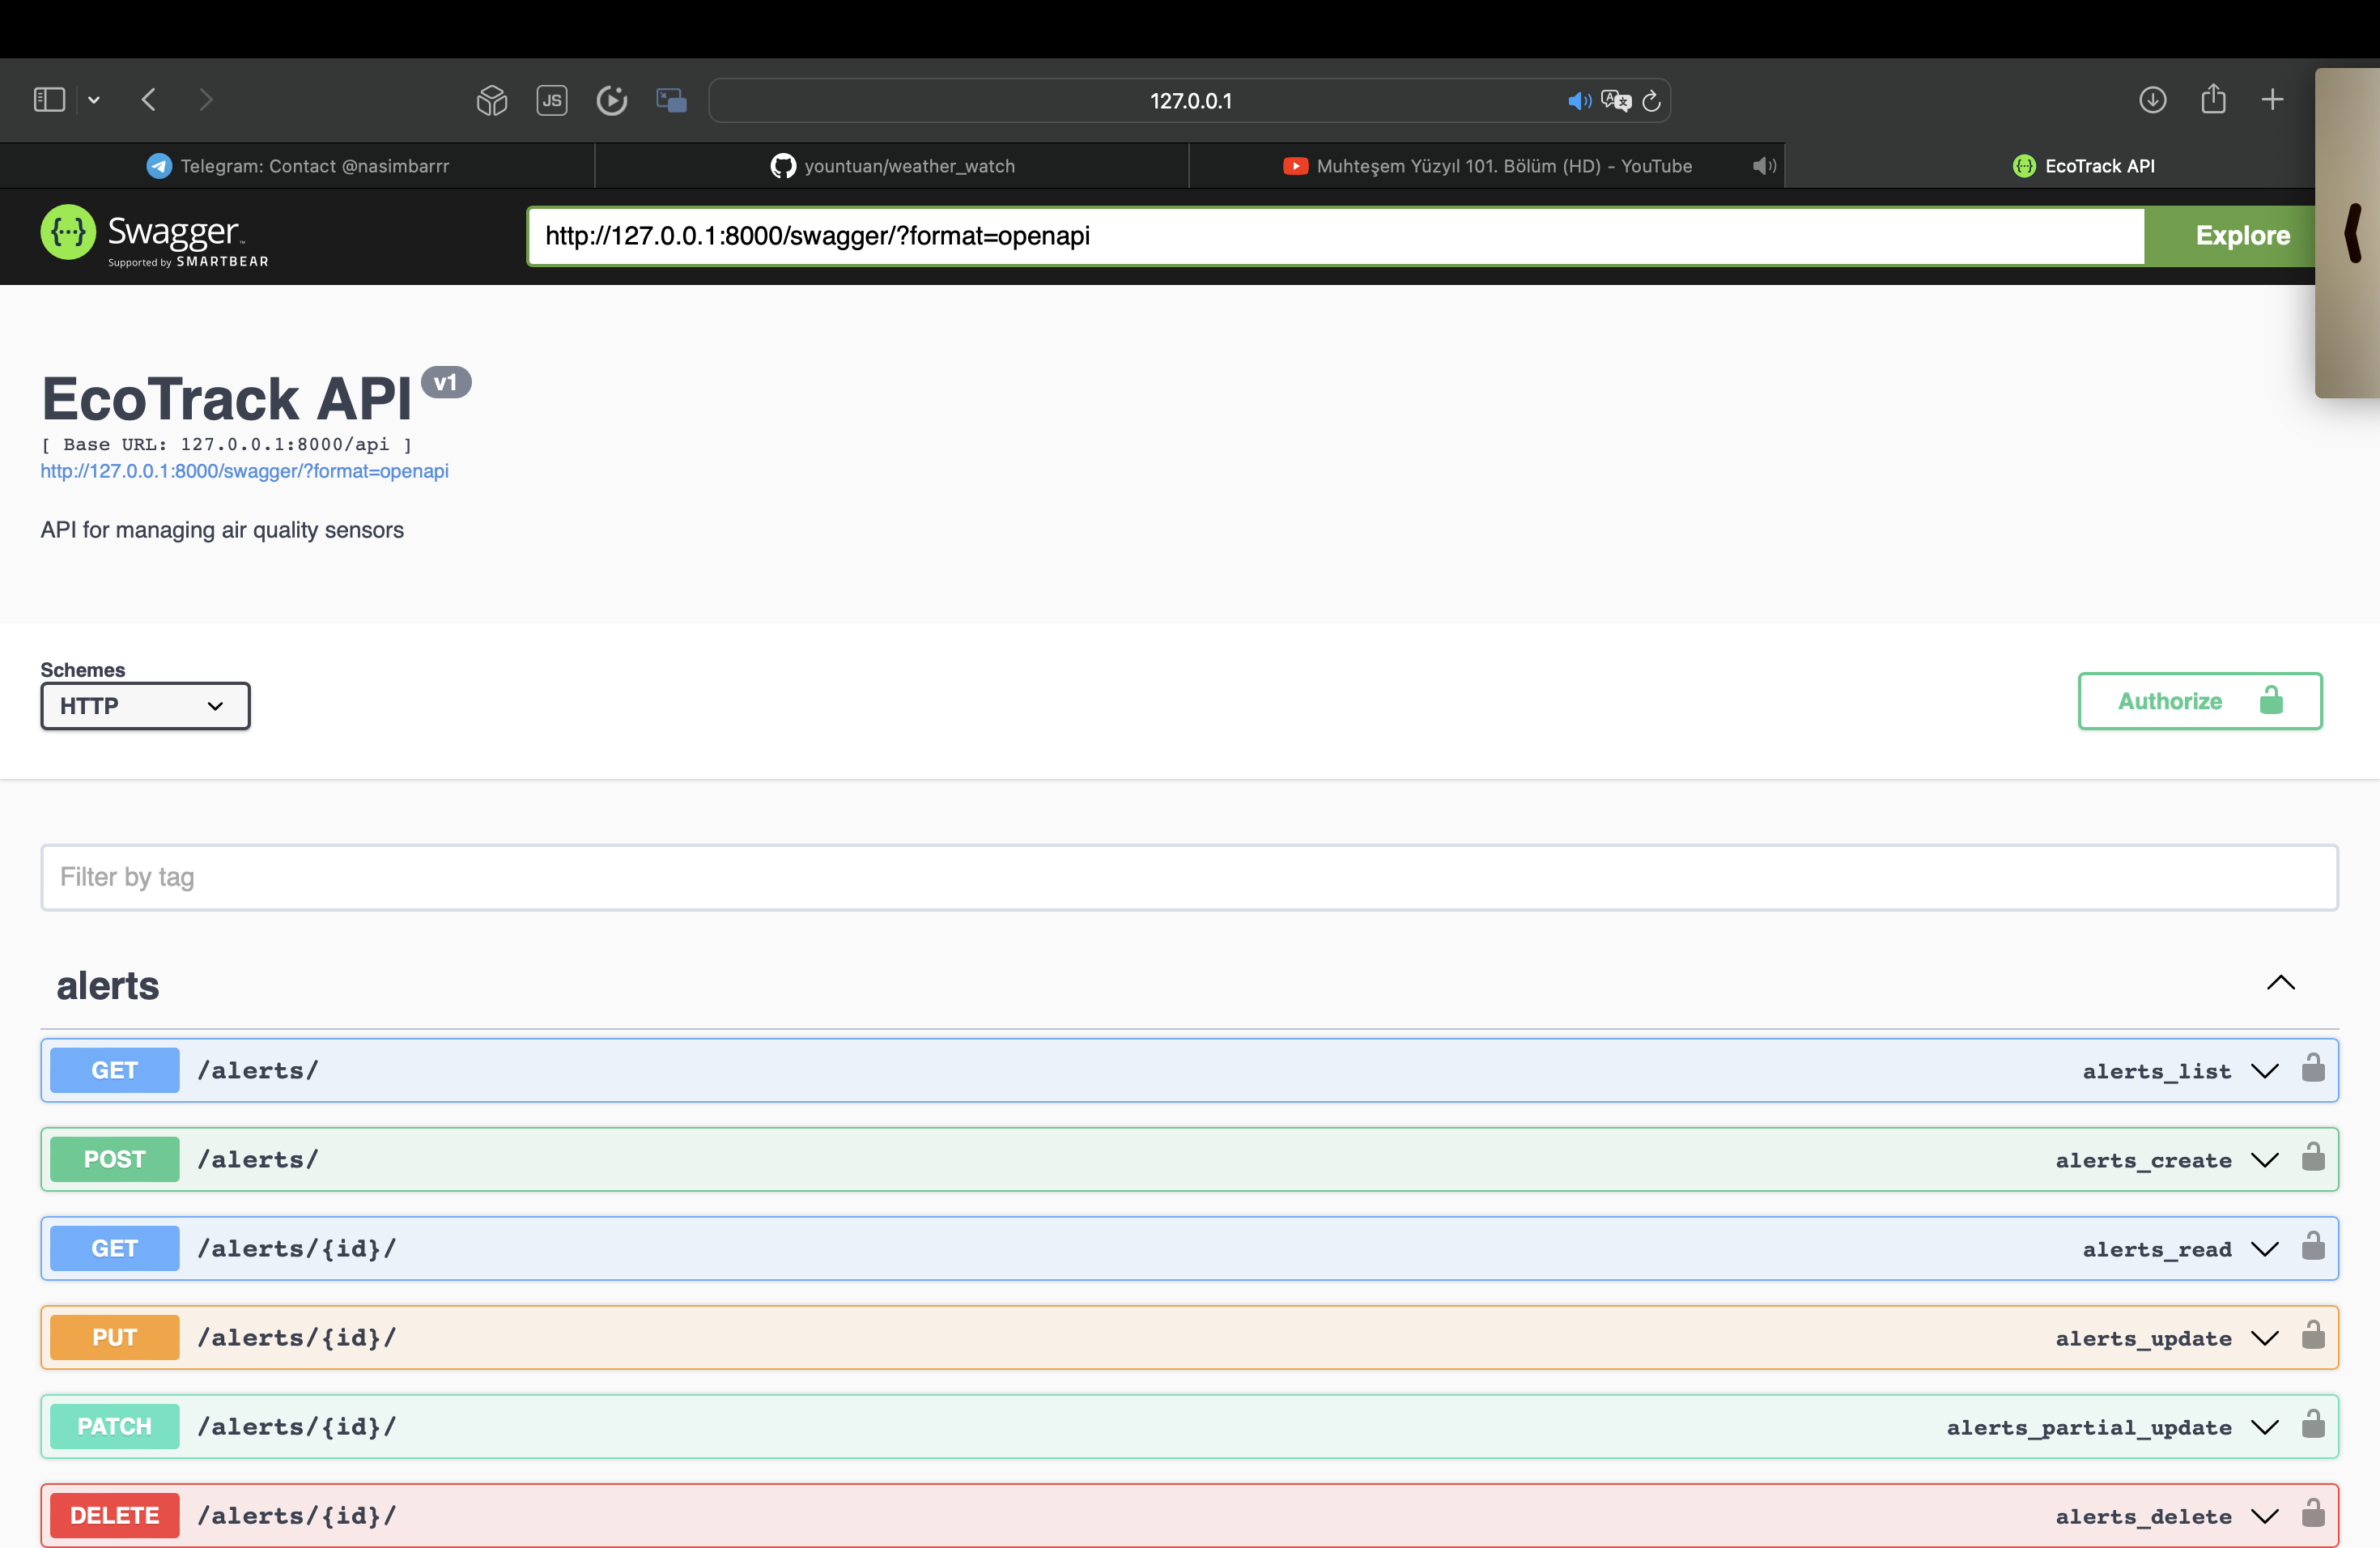 JS
127.0.0.1
Telegram: Contact @nasimbarrr
yountuan/weather_watch
Muhteşem Yüzyıl 101. Bölüm (HD) - YouTube
EcoTrack API
Swagger
Supported by SMARTBEAR
http://127.0.0.1:8000/swagger/?format=openapi
Explore
EcoTrack API v1
[ Base URL: 127.0.0.1:8000/api ]
http://127.0.0.1:8000/swagger/?format=openapi
API for managing air quality sensors
Schemes
HTTP
Authorize
Filter by tag
alerts
GET /alerts/ alerts_list
POST /alerts/ alerts_create
GET /alerts/{id}/ alerts_read
PUT /alerts/{id}/ alerts_update
PATCH /alerts/{id}/ alerts_partial_update
DELETE /alerts/{id}/ alerts_delete